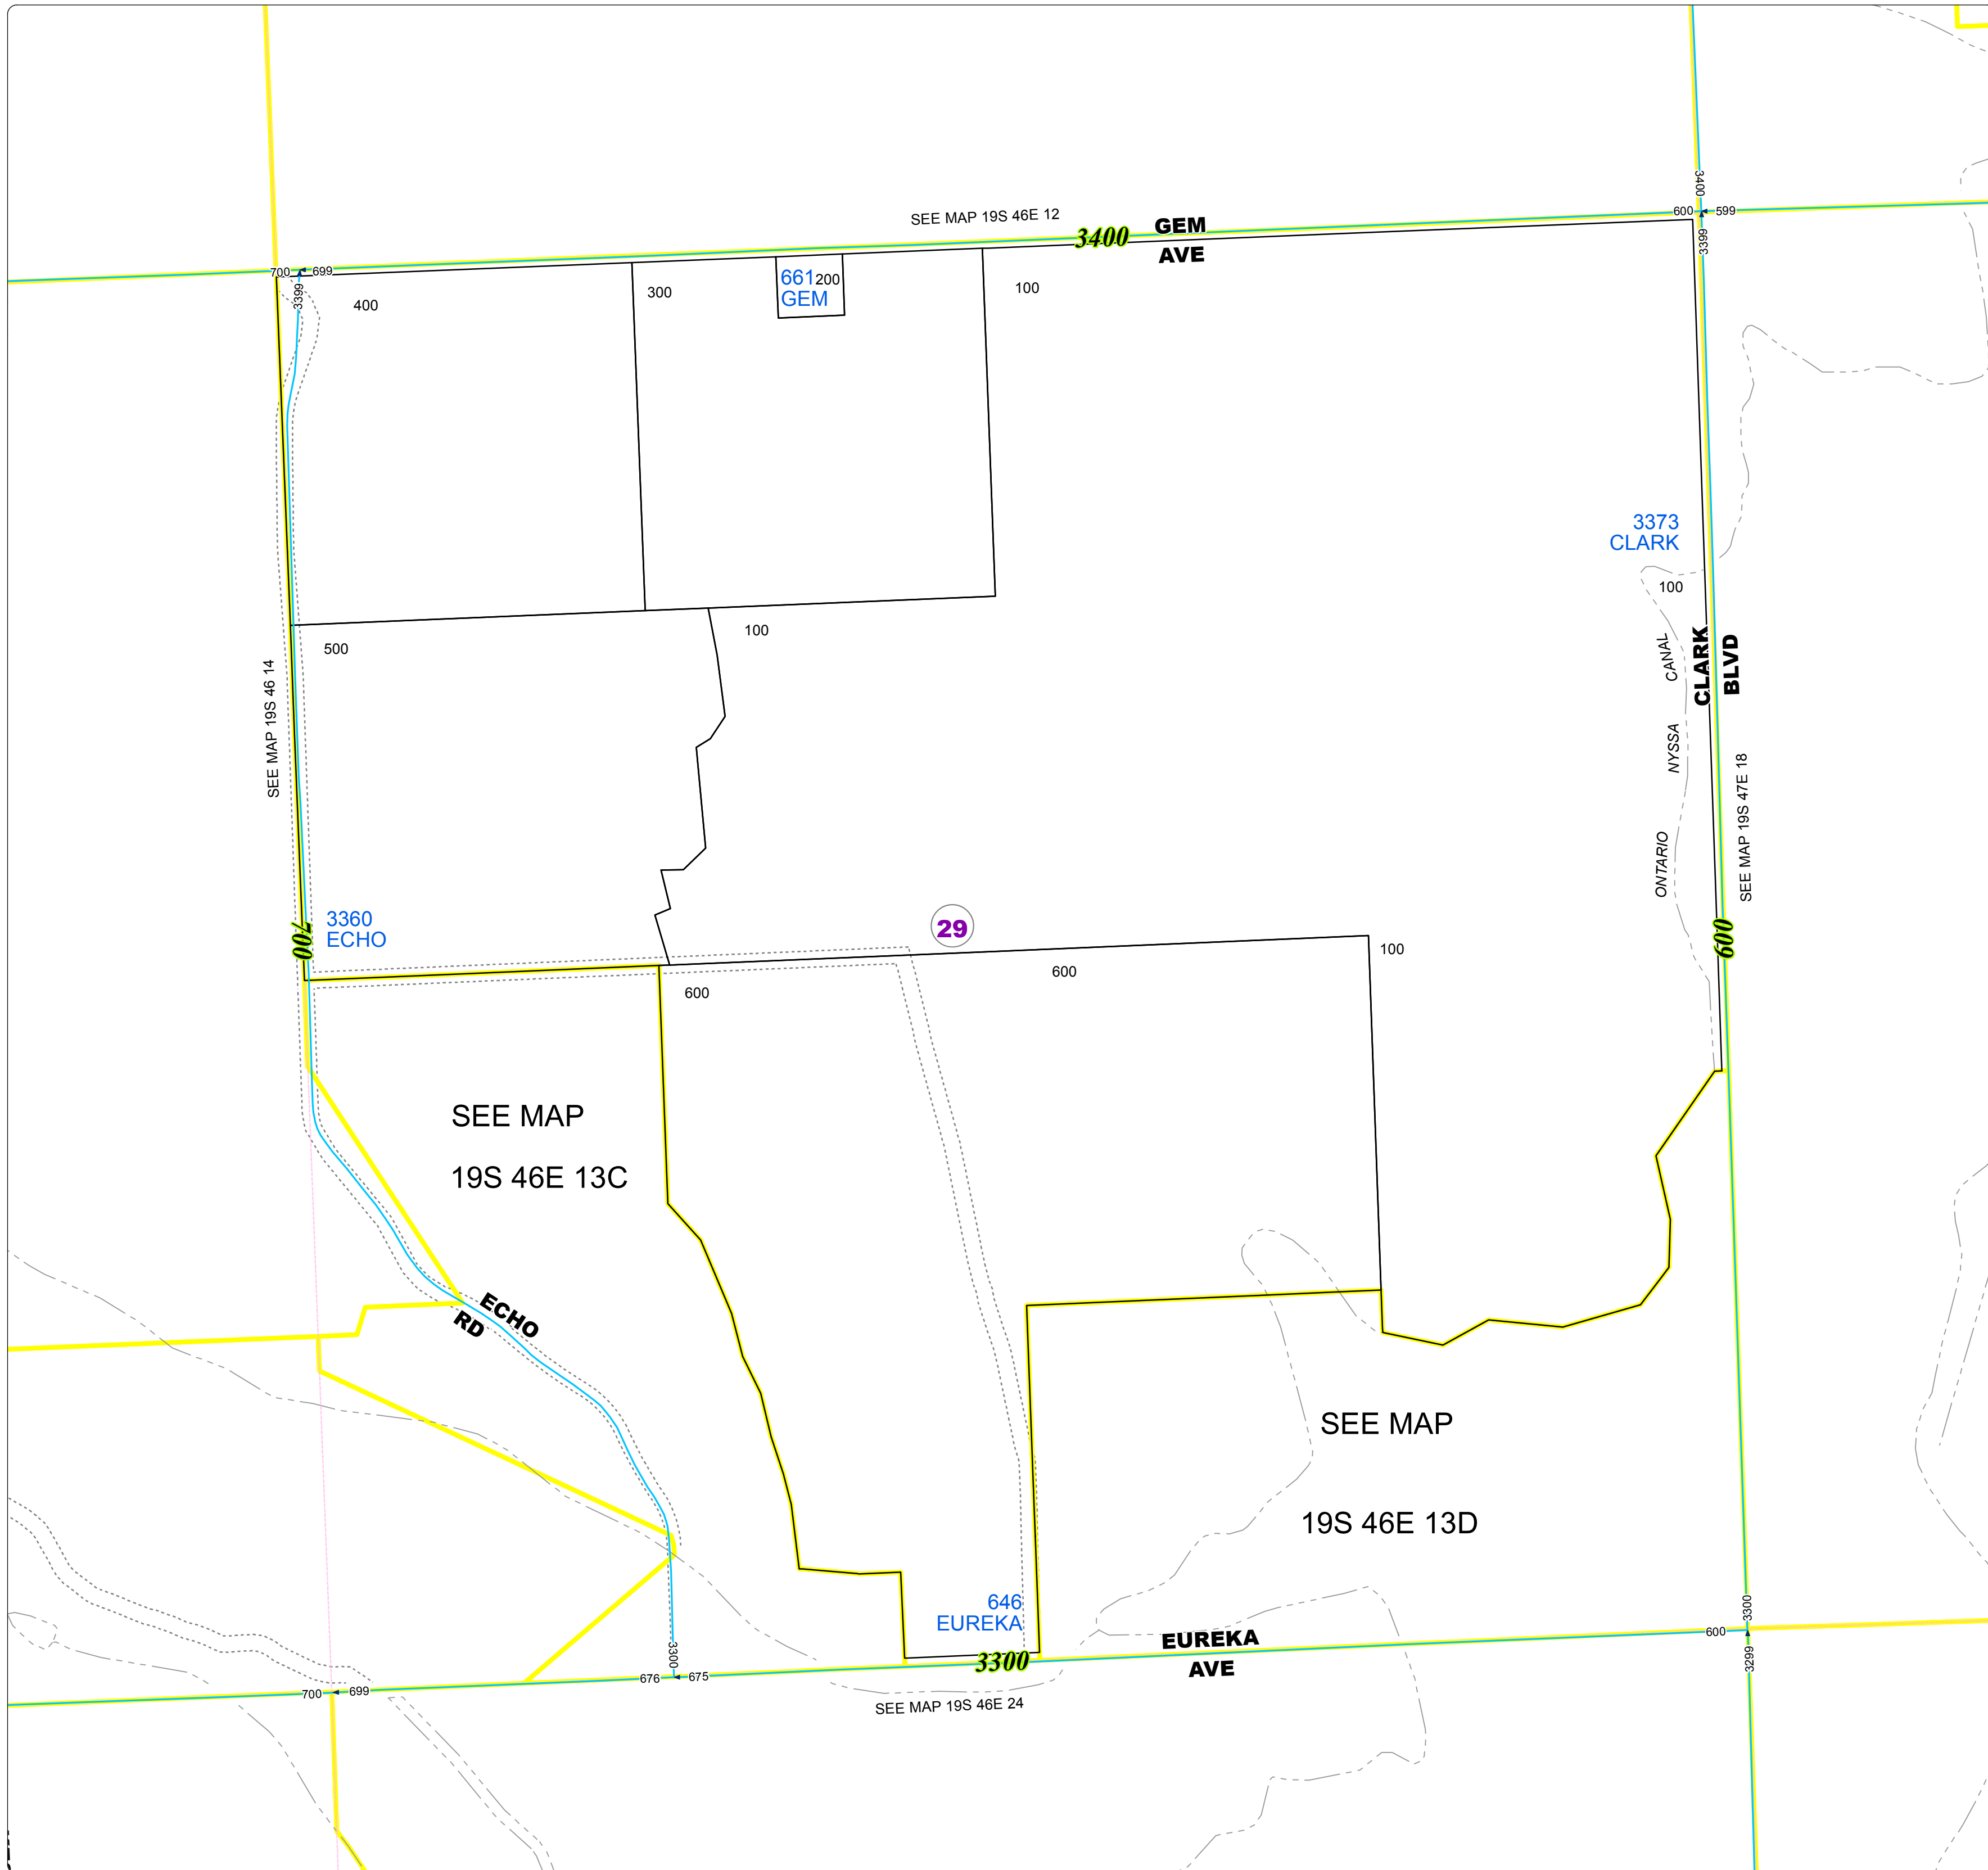 SEE MAP 19S 46E 12
GEM
3400
AVE
3400
600
599
3399
700
699
3399
400
300
661
200
GEM
100
3373
CLARK
100
500
100
SEE MAP 19S 46 14
CANAL
NYSSA
ONTARIO
CLARK
BLVD
SEE MAP 19S 47E 18
3360
ECHO
700
29
600
600
600
100
SEE MAP
19S 46E 13C
ECHO
RD
SEE MAP
19S 46E 13D
646
EUREKA
3300
EUREKA
AVE
3300
600
3299
3300
676
675
700
699
SEE MAP 19S 46E 24